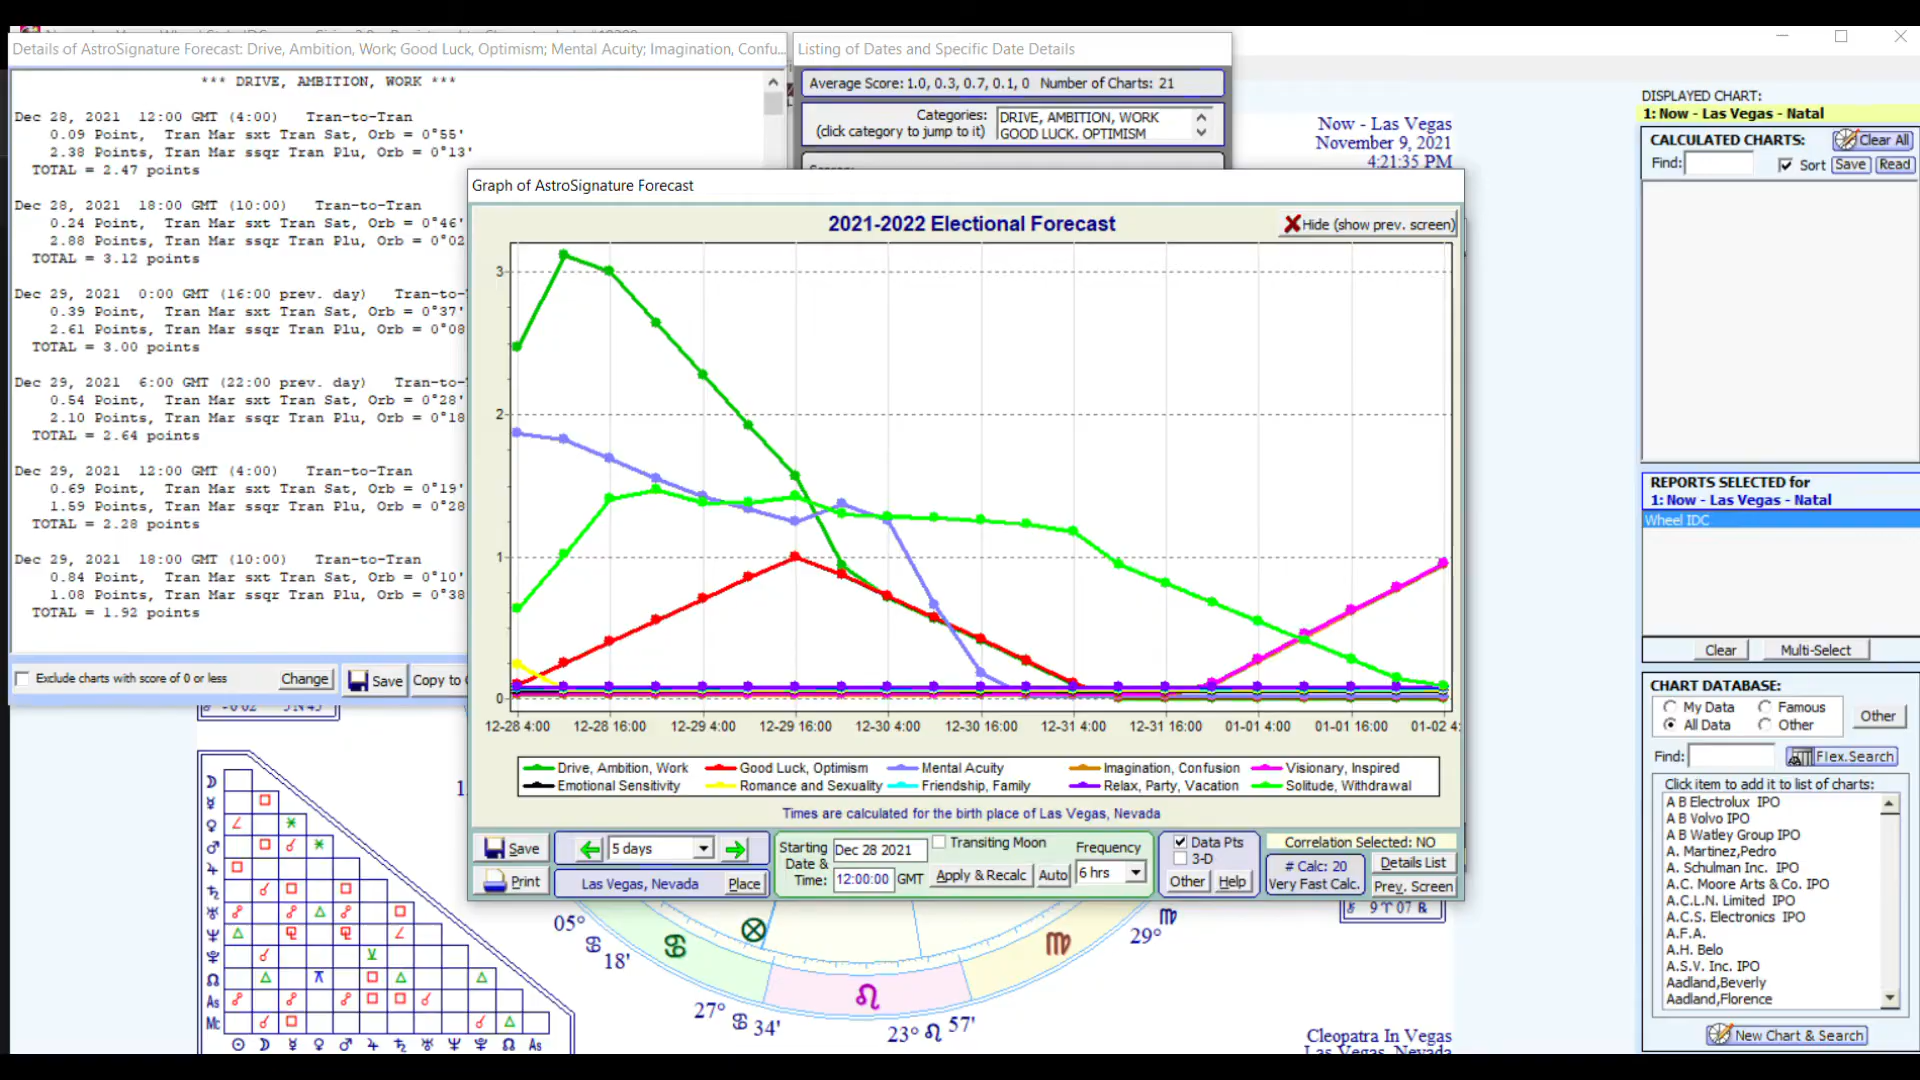 Details of AstroSignature Forecast: Drive, Ambition, Work; Good Luck, Optimism; Mental Acuity; Imagination, Confu...
*** DRIVE, AMBITION, WORK ***
Dec 28, 2021 12:00 GMT (4:00) Tran-to-Tran
0.09 Point, Tran Mar sxt Tran Sat, Orb = 0°55'
2.38 Points, Tran Mar ssqr Tran Plu, Orb = 0°13'
TOTAL = 2.47 points
Dec 28, 2021 18:00 GMT (10:00) Tran-to-Tran
0.24 Point, Tran Mar sxt Tran Sat, Orb = 0°46'
2.88 Points, Tran Mar ssqr Tran Plu, Orb = 0°02
TOTAL = 3.12 points
Dec 29, 2021 0:00 GMT (16:00 prev. day) Tran-to-
0.39 Point, Tran Mar sxt Tran Sat, Orb = 0°37'
2.61 Points, Tran Mar ssqr Tran Plu, Orb = 0°08
TOTAL = 3.00 points
Dec 29, 2021 6:00 GMT (22:00 prev. day) Tran-to-
0.54 Point, Tran Mar sxt Tran Sat, Orb = 0°28'
2.10 Points, Tran Mar ssqr Tran Plu, Orb = 0°18
TOTAL = 2.64 points
Dec 29, 2021 12:00 GMT (4:00) Tran-to-Tran
0.69 Point, Tran Mar sxt Tran Sat, Orb = 0°19'
1.59 Points, Tran Mar ssqr Tran Plu, Orb = 0°28
TOTAL = 2.28 points
Dec 29, 2021 18:00 GMT (10:00) Tran-to-Tran
0.84 Point, Tran Mar sxt Tran Sat, Orb = 0°10'
1.08 Points, Tran Mar ssqr Tran Plu, Orb = 0°38
TOTAL = 1.92 points
Exclude charts with score of 0 or less Change Save Copy to
Listing of Dates and Specific Date Details
Average Score: 1.0, 0.3, 0.7, 0.1, 0 Number of Charts: 21
Categories: DRIVE, AMBITION, WORK
(click category to jump to it) GOOD LUCK, OPTIMISM
Now - Las Vegas
November 9, 2021
4:21:35 PM
Graph of AstroSignature Forecast
2021-2022 Electional Forecast
Hide (show prev. screen)
3
2
1
0
12-28 4:00 12-28 16:00 12-29 4:00 12-29 16:00 12-30 4:00 12-30 16:00 12-31 4:00 12-31 16:00 01-01 4:00 01-01 16:00 01-02 4:
Drive, Ambition, Work Good Luck, Optimism Mental Acuity Imagination, Confusion Visionary, Inspired
Emotional Sensitivity Romance and Sexuality Friendship, Family Relax, Party, Vacation Solitude, Withdrawal
Times are calculated for the birth place of Las Vegas, Nevada
Save 5 days
Print Las Vegas, Nevada Place
Starting Date & Time: Dec 28 2021 Transiting Moon Frequency
12:00:00 GMT Apply & Recalc Auto 6 hrs
Data Pts
3-D
Other Help
Correlation Selected: NO
# Calc: 20 Details List
Very Fast Calc. Prev. Screen
DISPLAYED CHART:
1: Now - Las Vegas - Natal
CALCULATED CHARTS: Clear All
Find: Sort Save Read
REPORTS SELECTED for
1: Now - Las Vegas - Natal
Wheel IDC
Clear Multi-Select
CHART DATABASE:
My Data Famous
All Data Other Other
Find: Flex.Search
Click item to add it to list of charts:
A B Electrolux IPO
A B Volvo IPO
A B Watley Group IPO
A. Martinez,Pedro
A. Schulman Inc. IPO
A.C. Moore Arts & Co. IPO
A.C.L.N. Limited IPO
A.C.S. Electronics IPO
A.F.A.
A.H. Belo
A.S.V. Inc. IPO
Aadland,Beverly
Aadland,Florence
New Chart & Search
As
Mc
As
05° ♋ 18'
27° ♋ 34'
23° ♌ 57'
29° ♍
9 ♈ 07 ℞
Cleopatra In Vegas
Las Vegas, Nevada